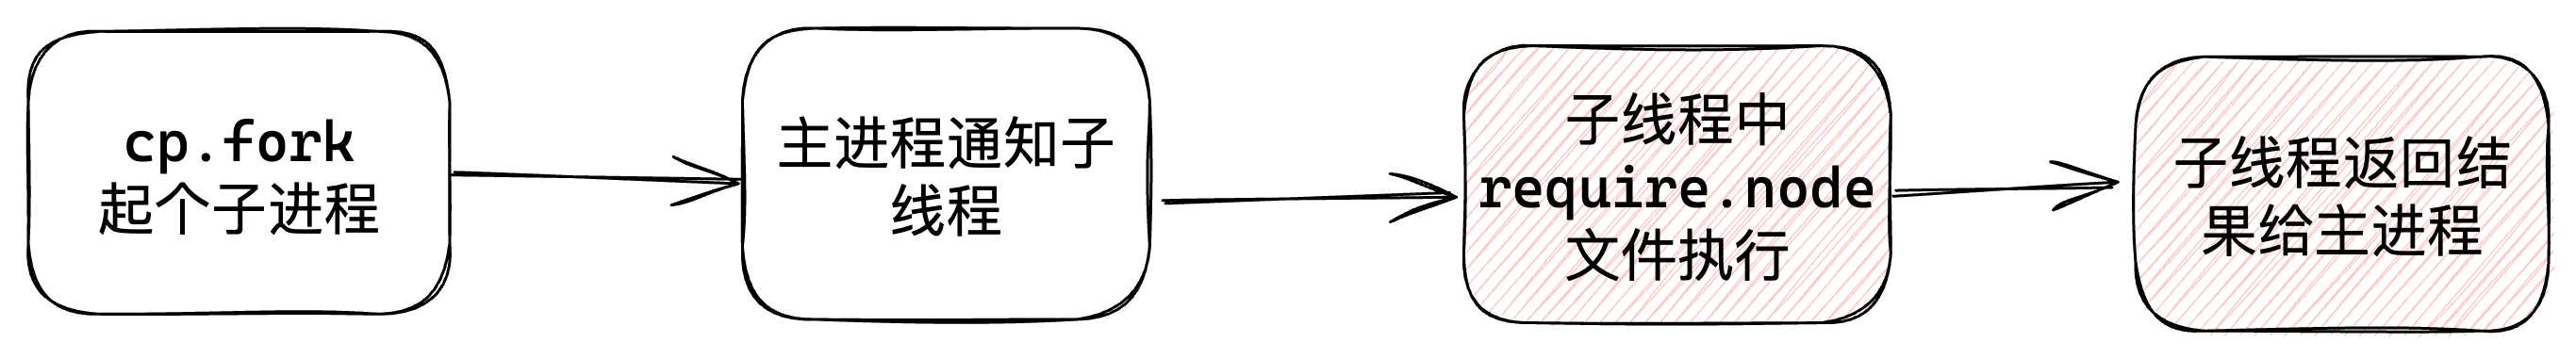 cp.fork
起个子进程
主进程通知子
线程
子线程中
require.node
文件执行
子线程返回结
果给主进程